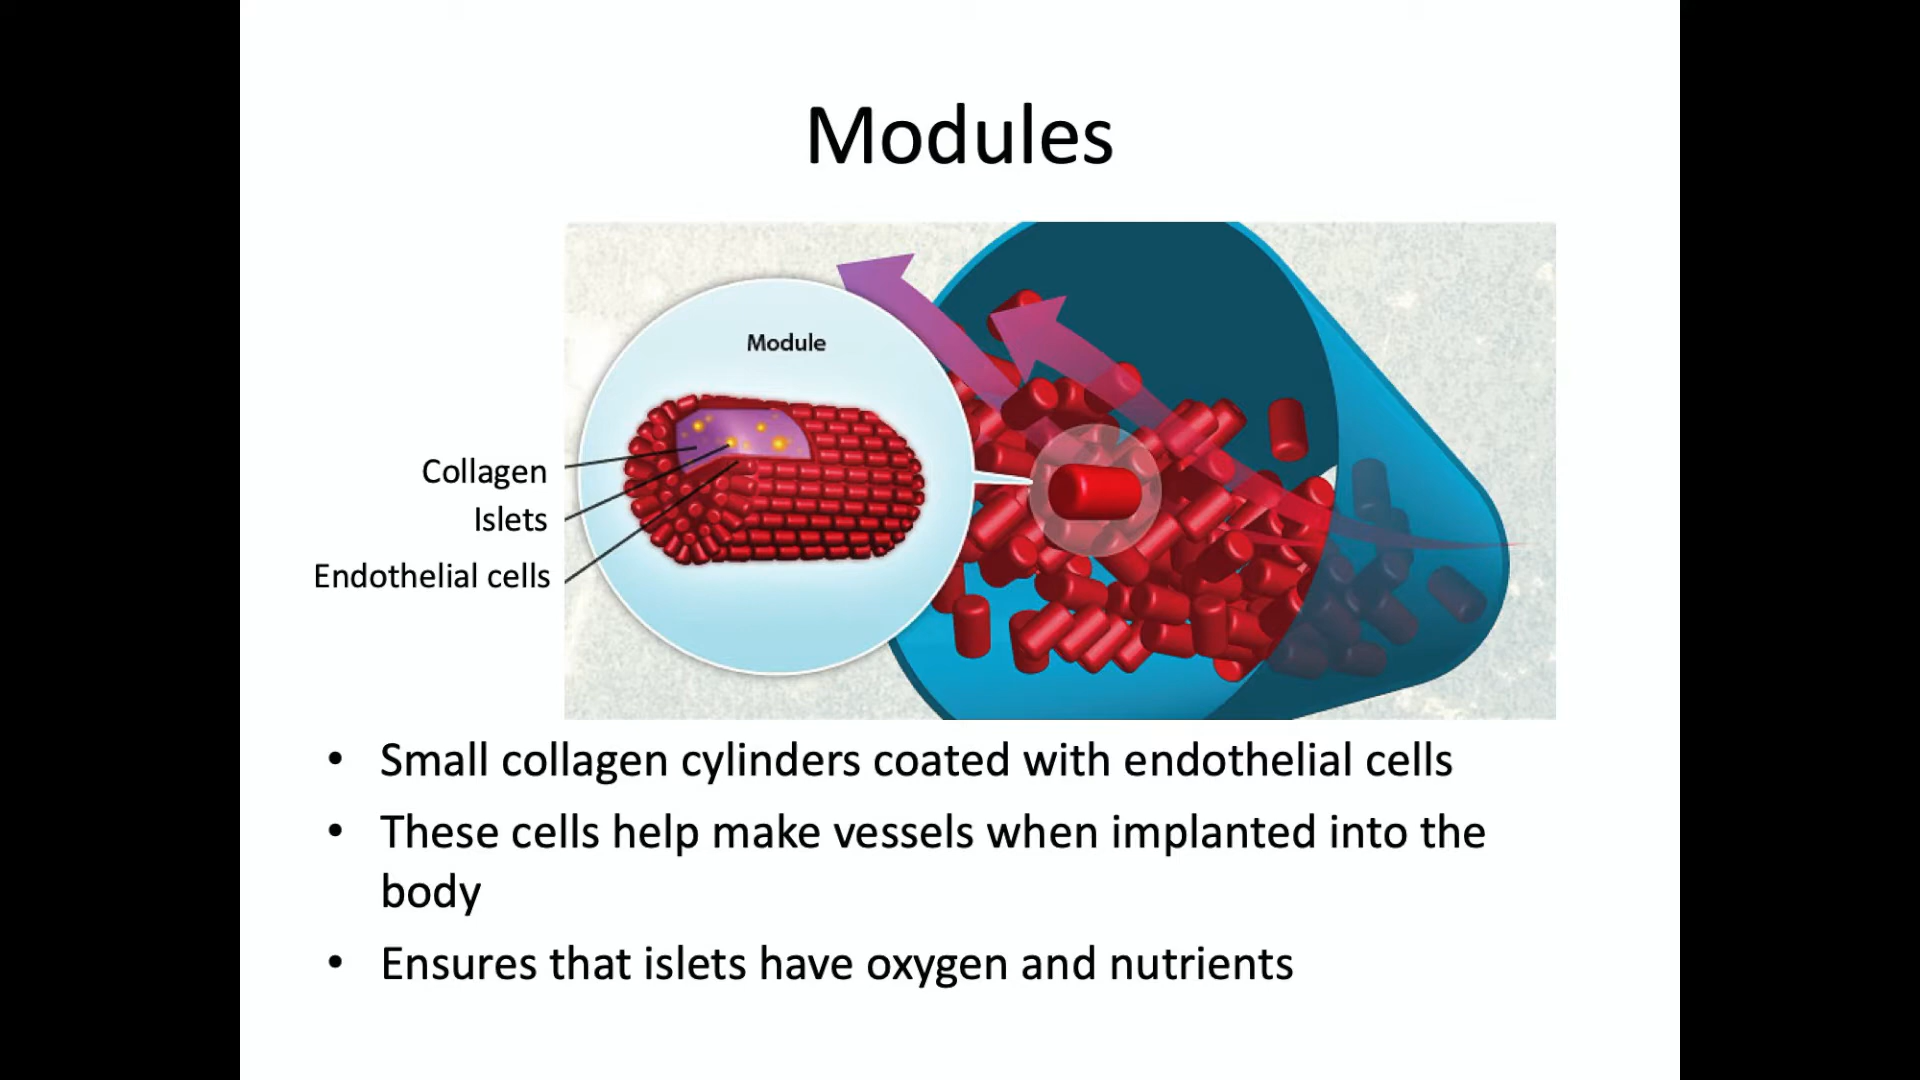 Modules
Module
Collagen
Islets
Endothelial cells
• Small collagen cylinders coated with endothelial cells
• These cells help make vessels when implanted into the
body
• Ensures that islets have oxygen and nutrients